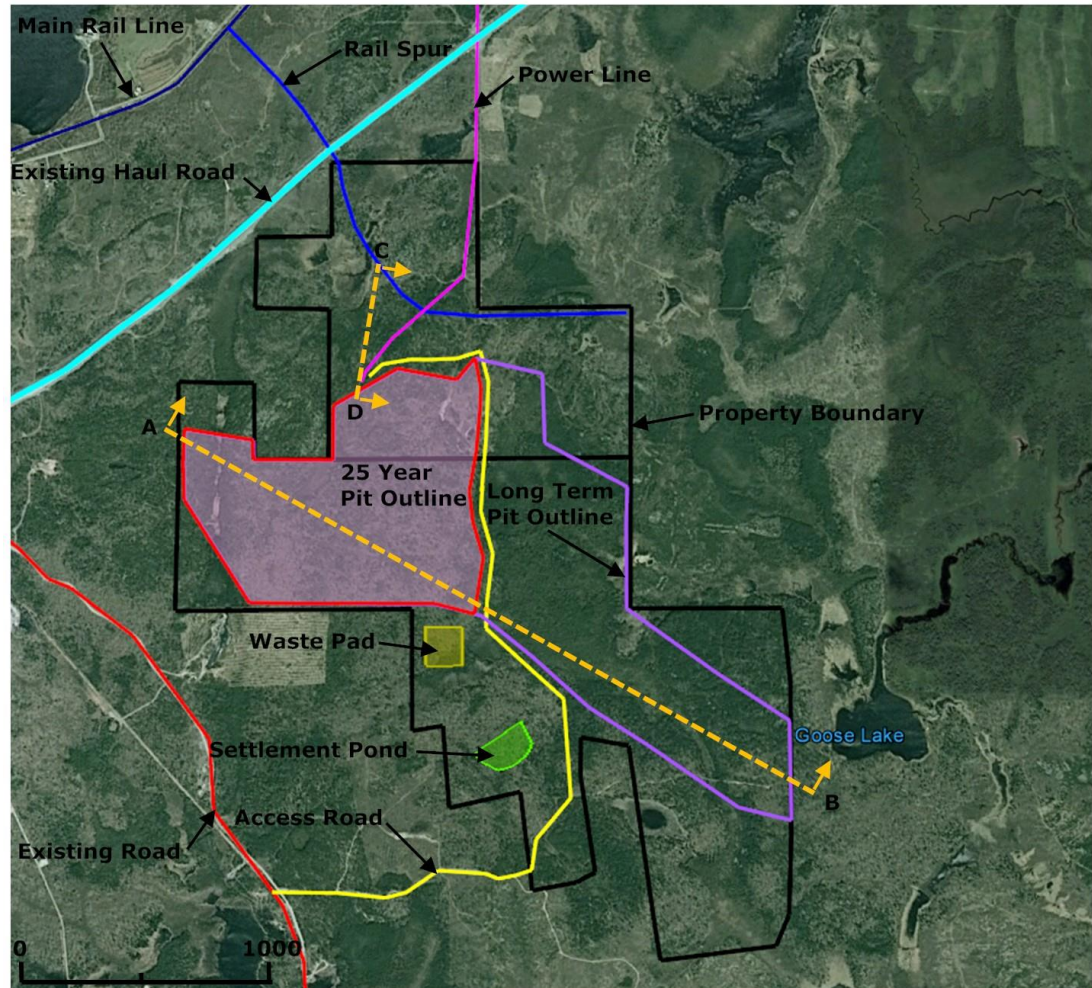 Main Rail Line
Rail Spur
Power Line
Existing Haul Road
C
A
D
Property Boundary
25 Year
Pit Outline
Long Term
Pit Outline
Waste Pad
Goose Lake
Settlement Pond
B
Access Road
Existing Road
0
1000